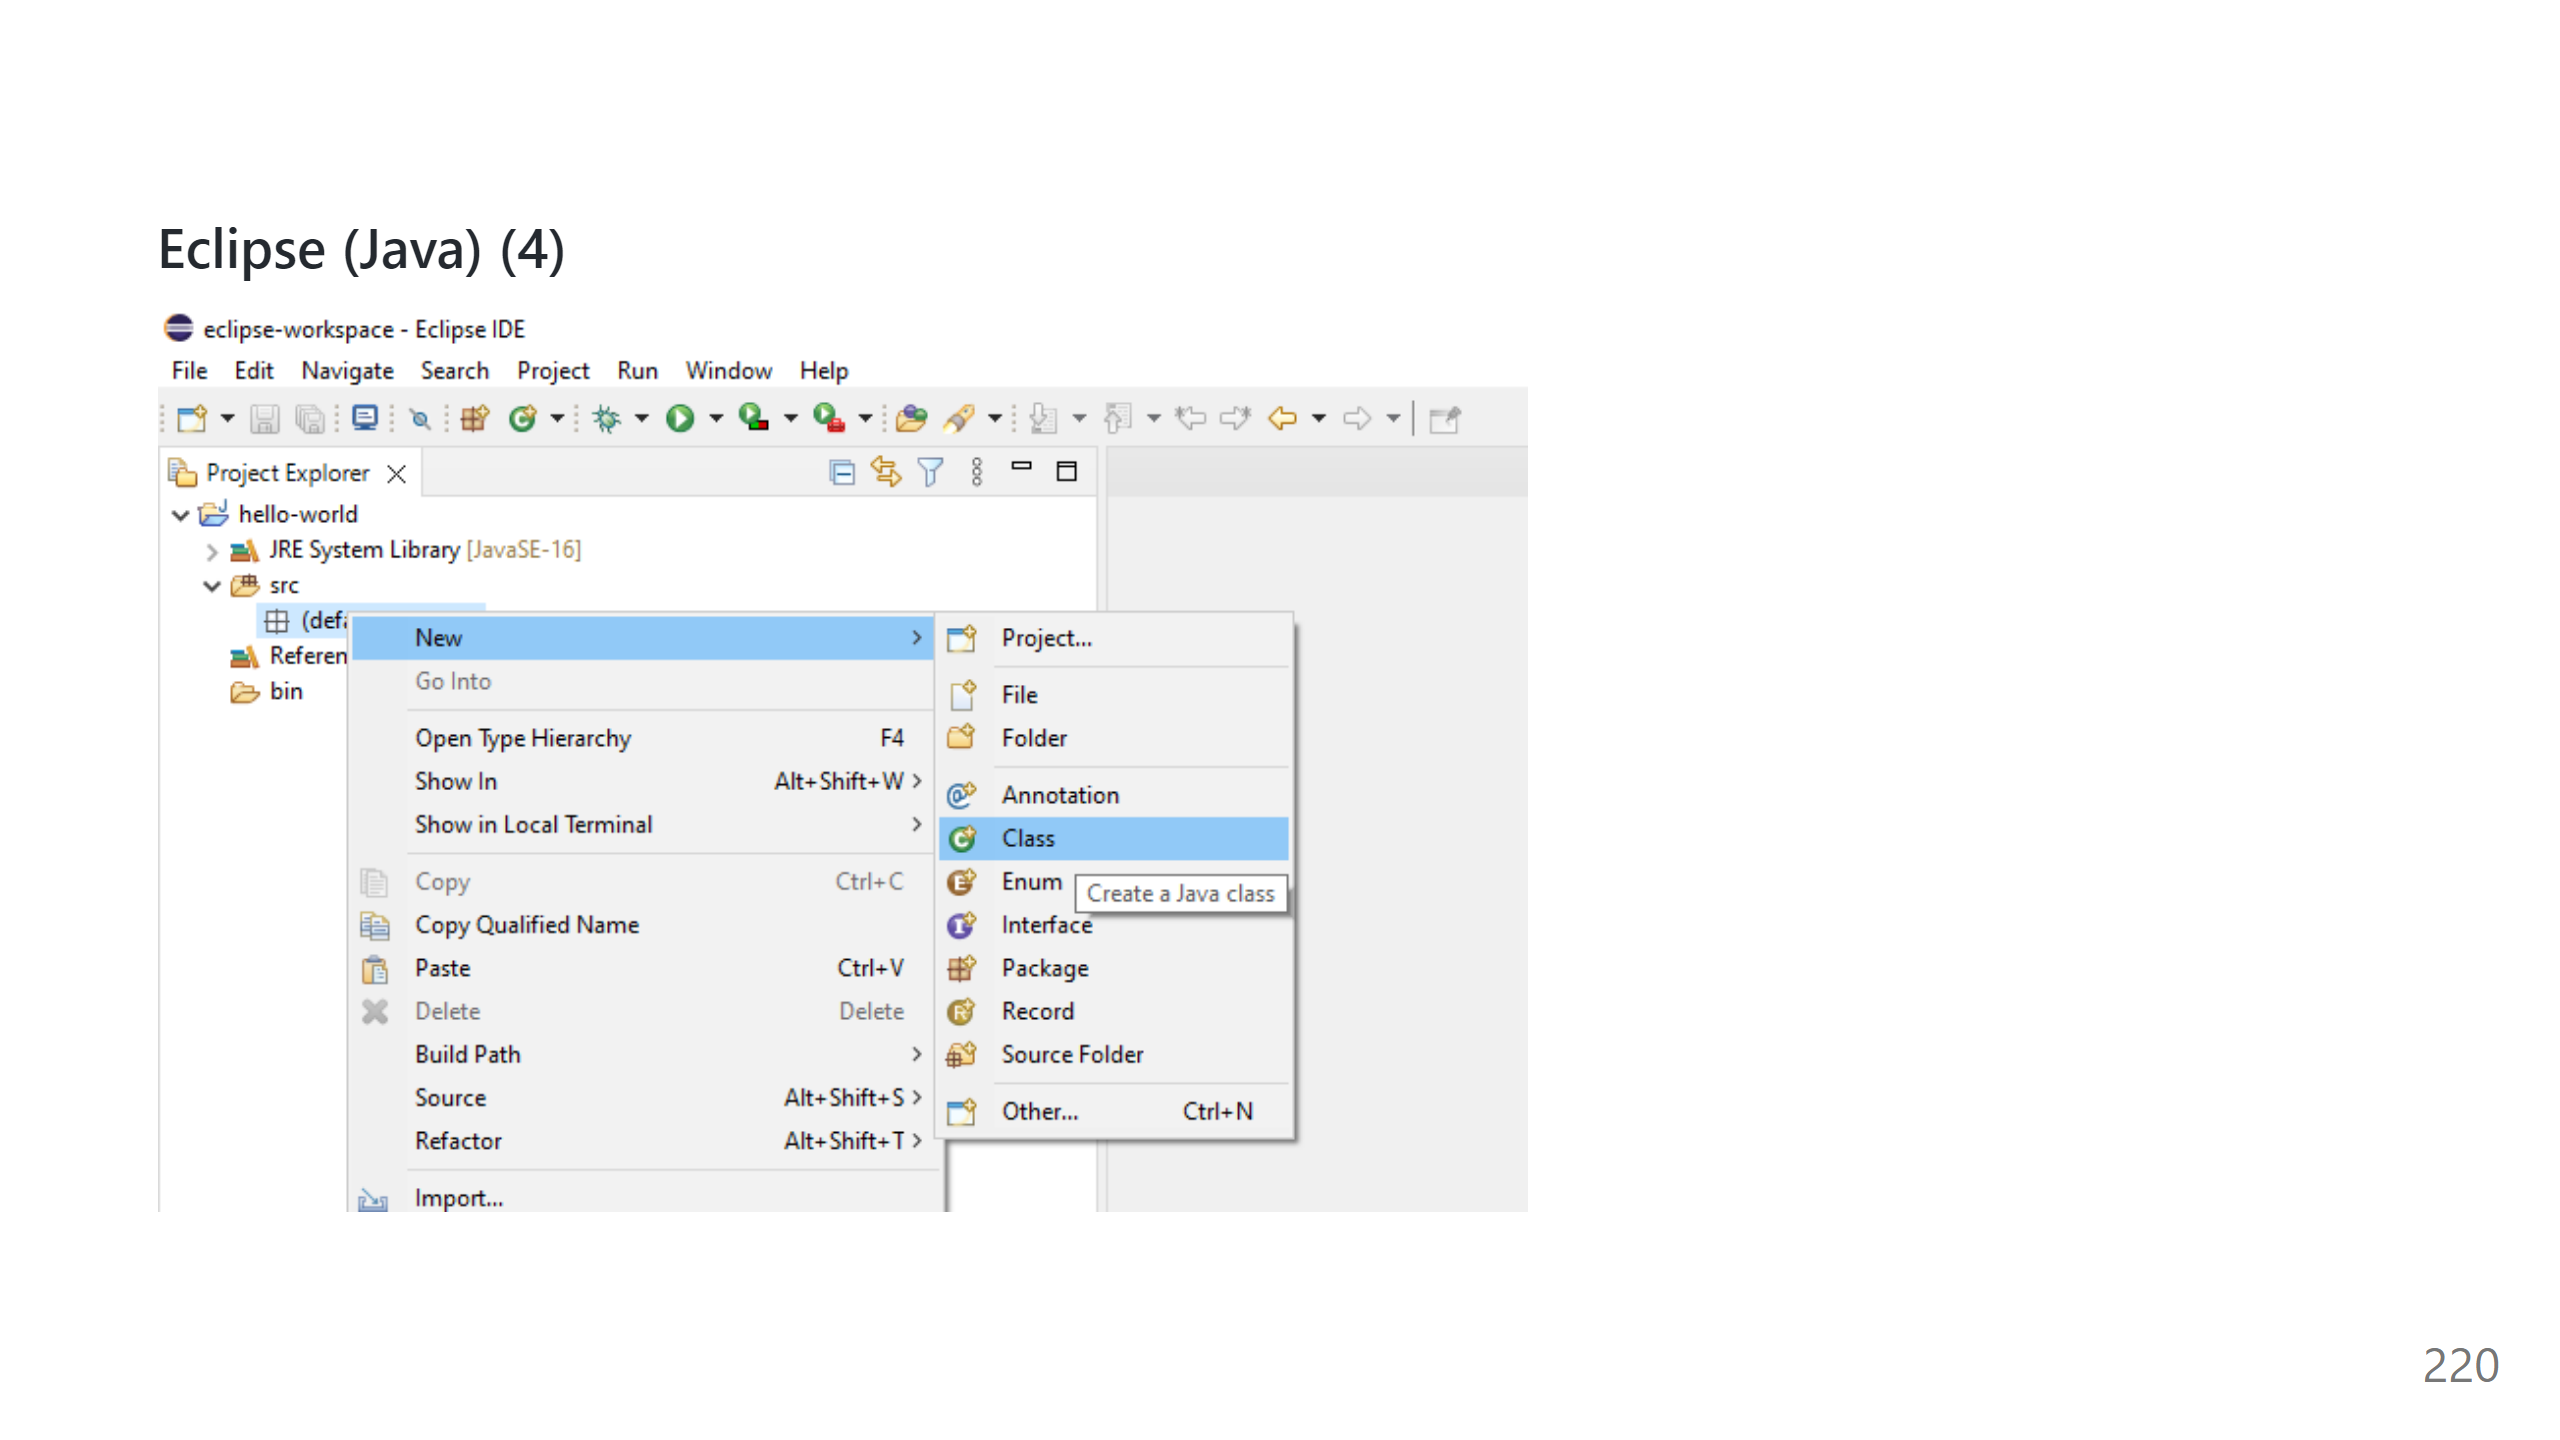 Eclipse (Java) (4)
eclipse-workspace - Eclipse IDE
File Edit Navigate Search Project Run Window Help
Project Explorer
hello-world
JRE System Library [JavaSE-16]
src
(defa
Referen
bin
New
Go Into
Open Type Hierarchy F4
Show In Alt+Shift+W
Show in Local Terminal
Copy Ctrl+C
Copy Qualified Name
Paste Ctrl+V
Delete Delete
Build Path
Source Alt+Shift+S
Refactor Alt+Shift+T
Import...
Project...
File
Folder
Annotation
Class
Enum
Create a Java class
Interface
Package
Record
Source Folder
Other... Ctrl+N
220